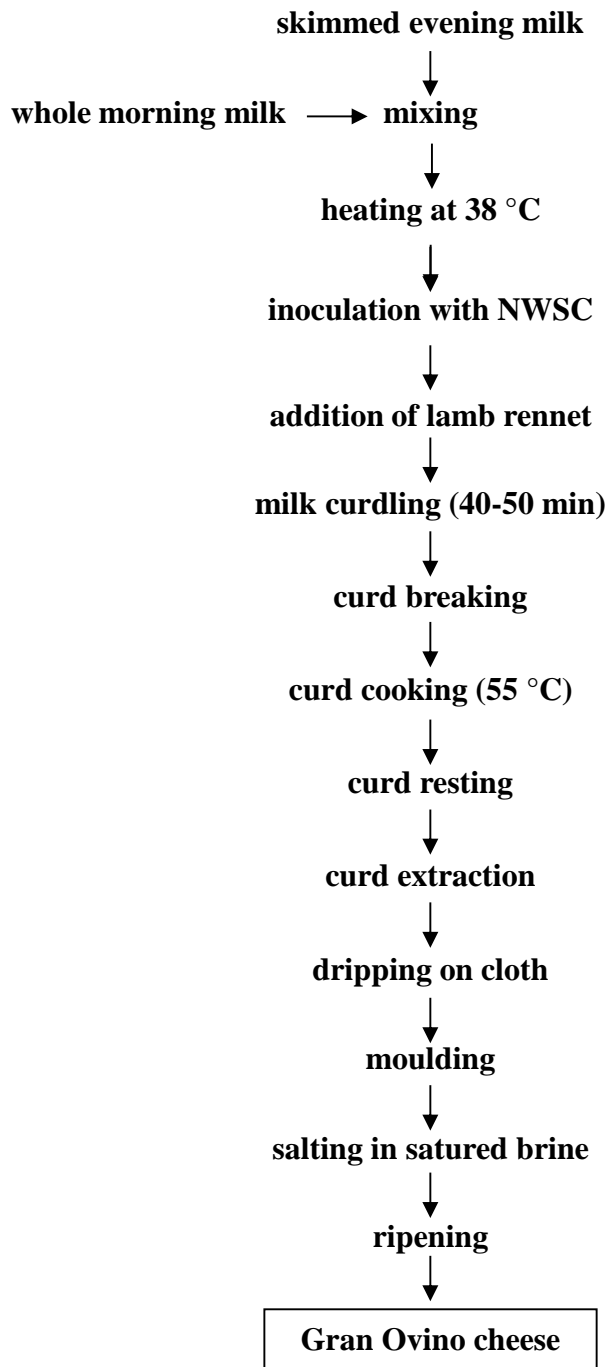 skimmed evening milk
whole morning milk
mixing
heating at 38 °C
inoculation with NWSC
addition of lamb rennet
milk curdling (40-50 min)
curd breaking
curd cooking (55 °C)
curd resting
curd extraction
dripping on cloth
moulding
salting in satured brine
ripening
Gran Ovino cheese